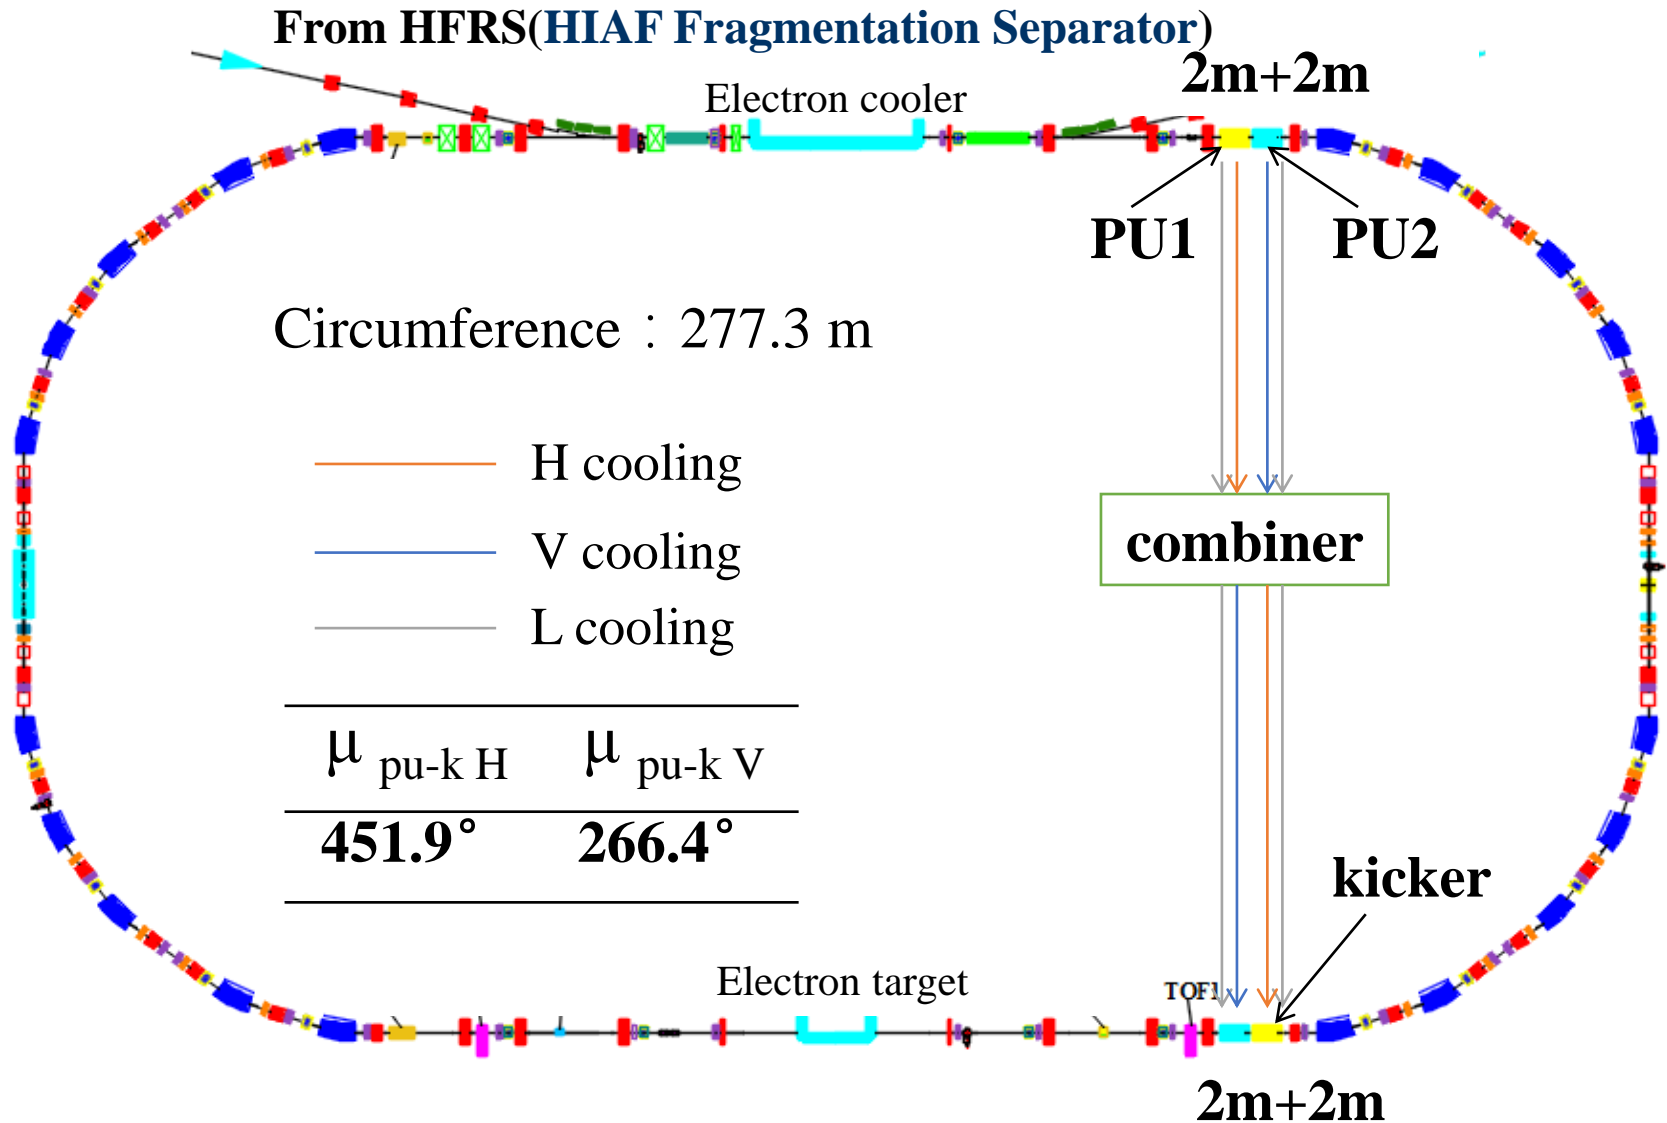 From HFRS(HIAF Fragmentation Separator)
2m+2m
Electron cooler
PU1
PU2
Circumference：277.3 m
H cooling
V cooling
L cooling
combiner
μ pu-k H
μ pu-k V
451.9°
266.4°
kicker
Electron target
2m+2m